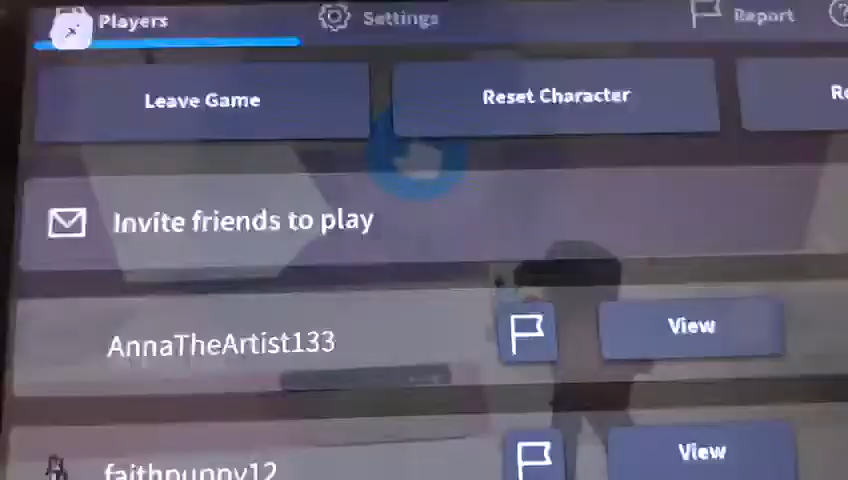 Players
Settings
Report
Leave Game
Reset Character
Invite friends to play
AnnaTheArtist133
View
View